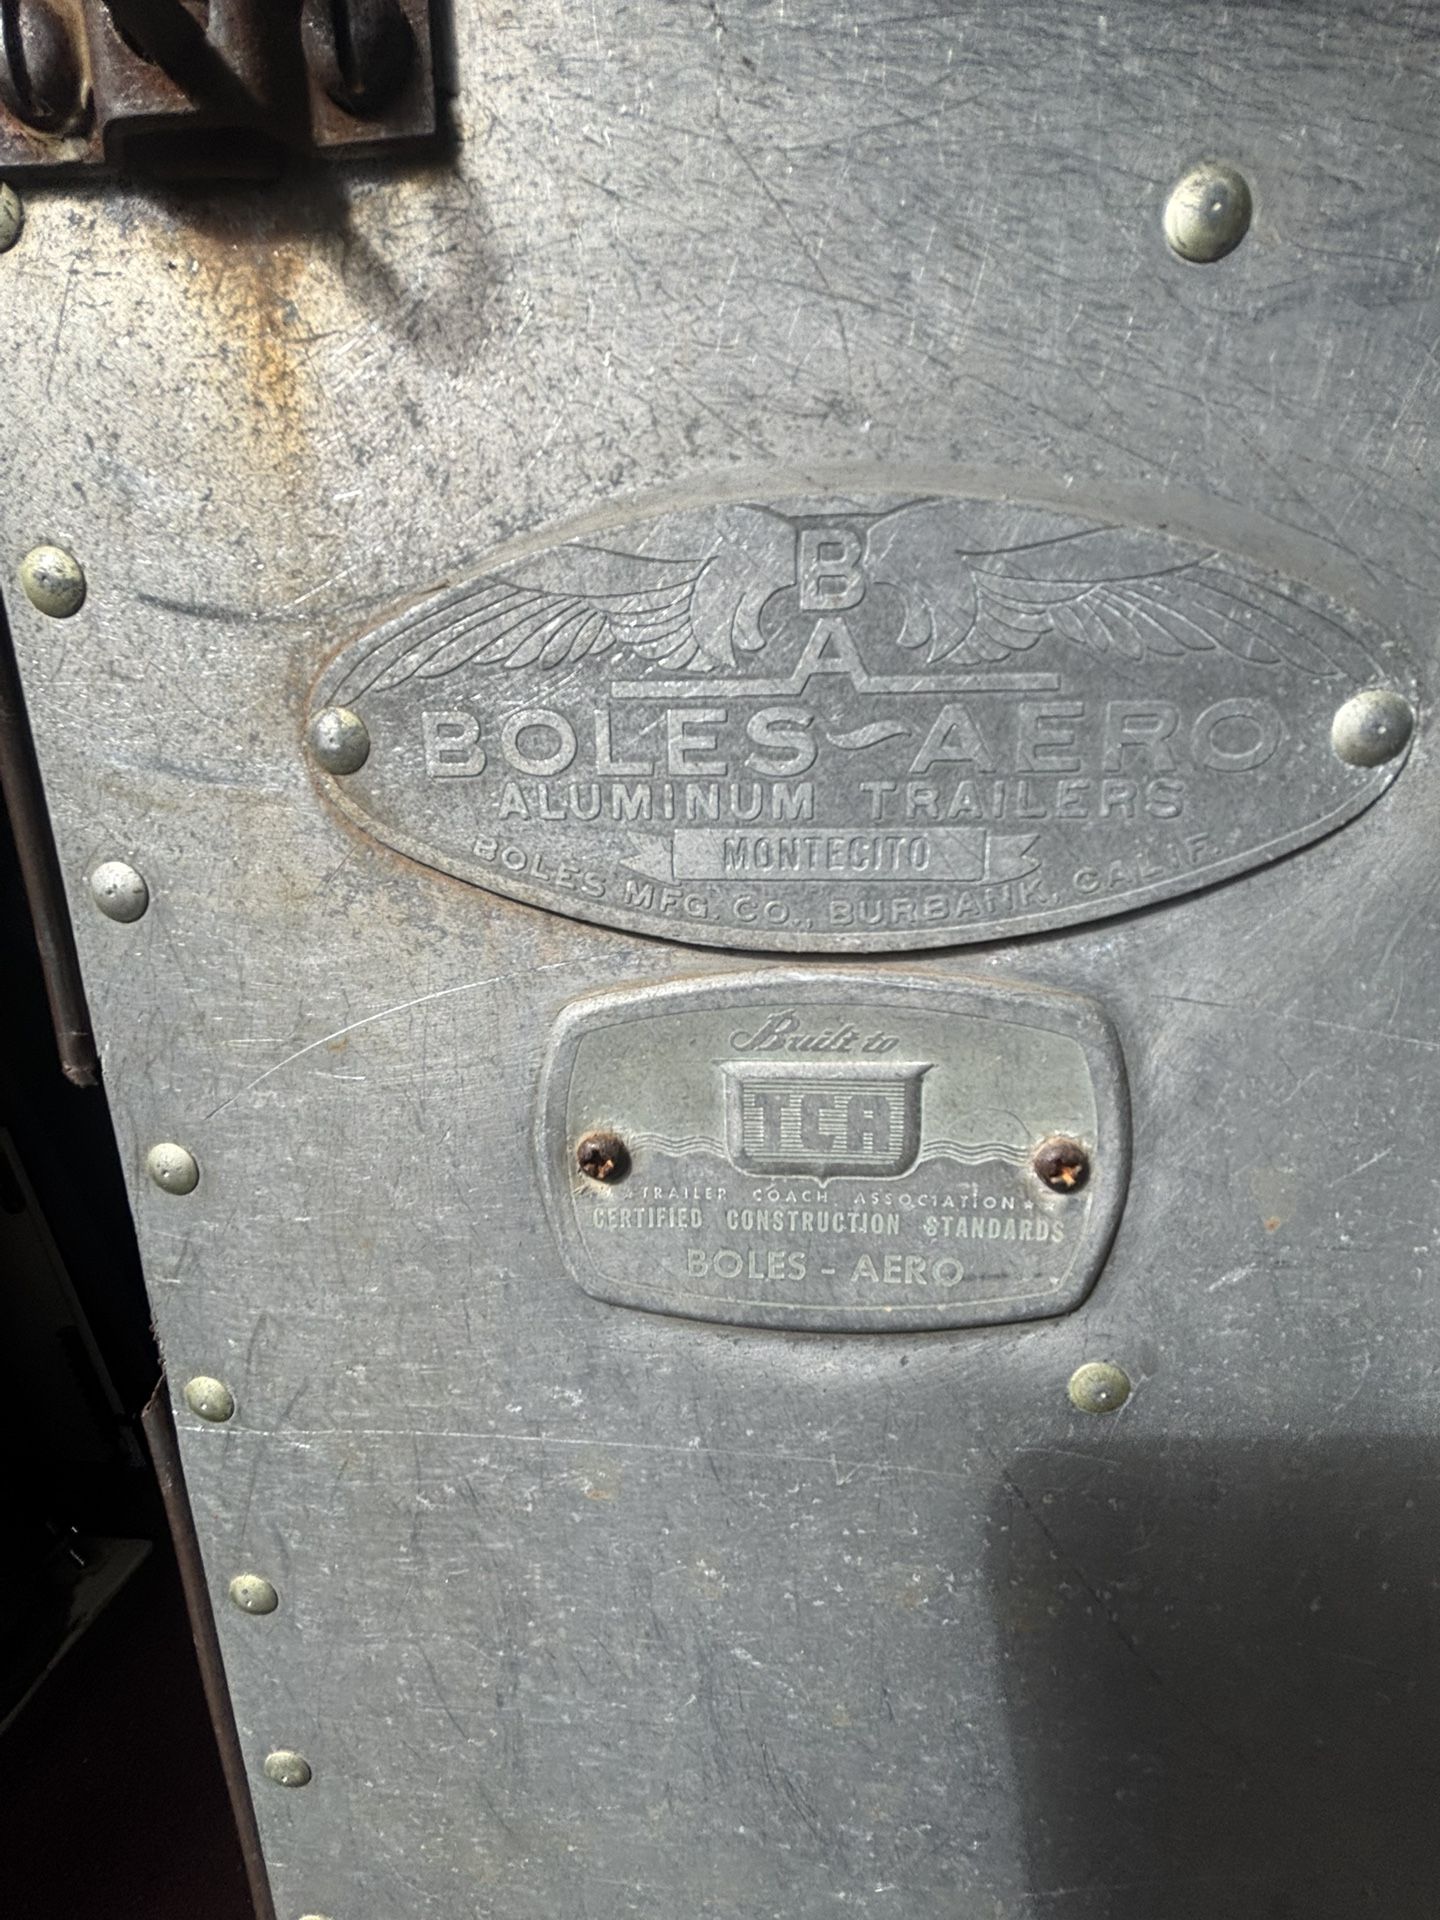 B
A
BOLES~AERO
ALUMINUM TRAILERS
MONTECITO
BOLES MFG. CO., BURBANK, CALIF.
Built to
TCA
★ TRAILER COACH ASSOCIATION ★
CERTIFIED CONSTRUCTION STANDARDS
BOLES - AERO